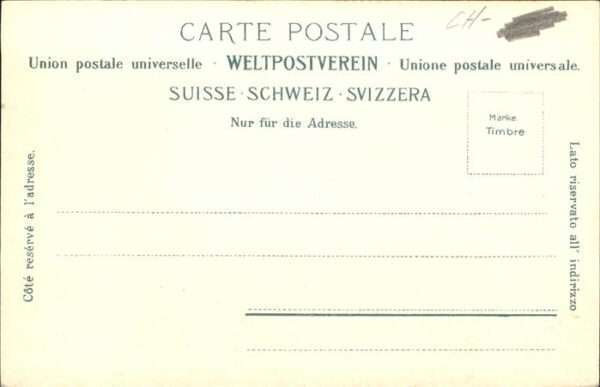 CARTE POSTALE
CH-
Union postale universelle · WELTPOSTVEREIN · Unione postale universale.
SUISSE · SCHWEIZ · SVIZZERA
Nur für die Adresse.
Marke
Timbre
Côté resérvé à l'adresse.
Lato riservato all' indirizzo